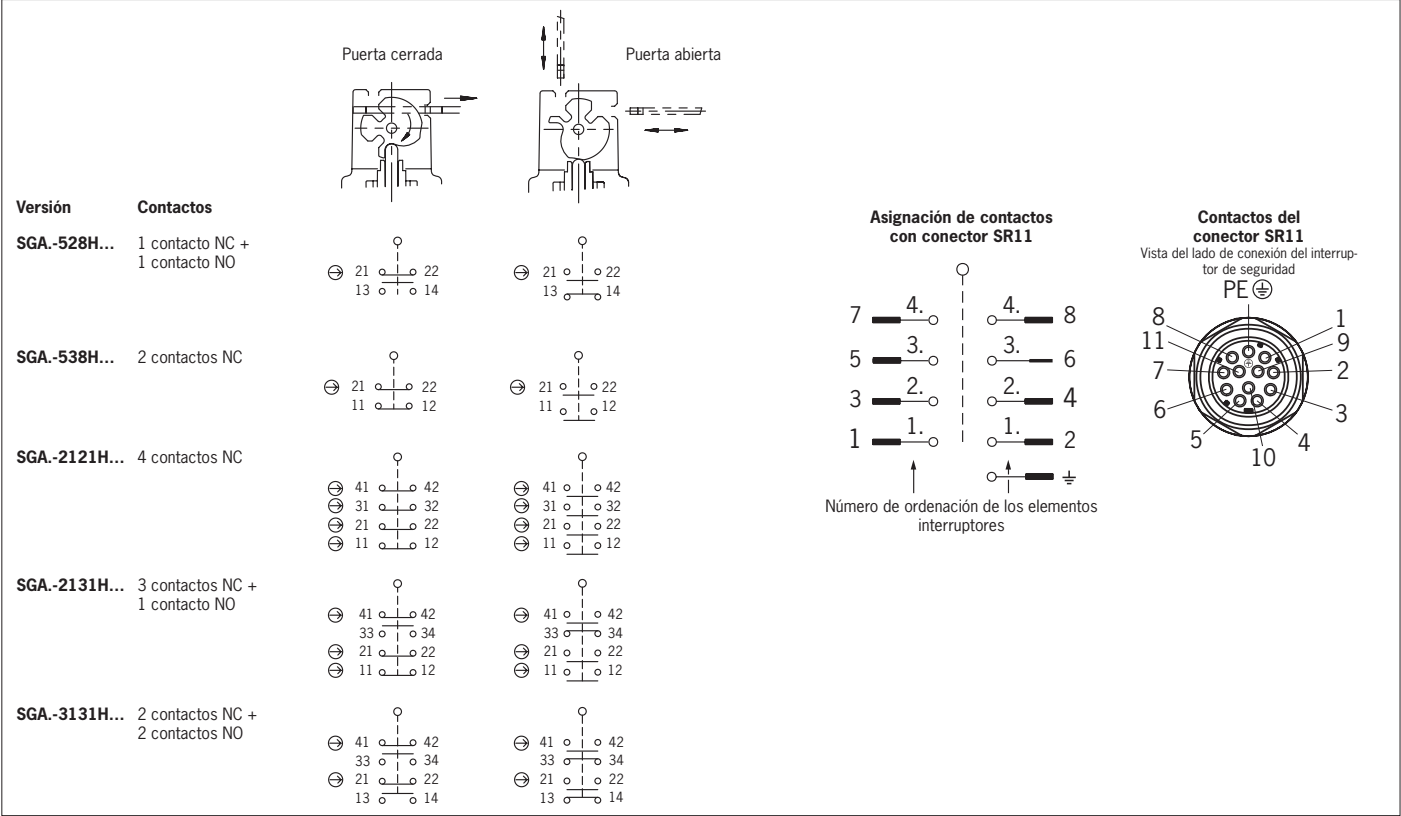 Puerta cerrada
Puerta abierta
Versión Contactos
SGA.-528H... 1 contacto NC +
1 contacto NO
21 22
13 14
21 22
13 14
SGA.-538H... 2 contactos NC
21 22
11 12
21 22
11 12
SGA.-2121H... 4 contactos NC
41 42
31 32
21 22
11 12
41 42
31 32
21 22
11 12
SGA.-2131H... 3 contactos NC +
1 contacto NO
41 42
33 34
21 22
11 12
41 42
33 34
21 22
11 12
SGA.-3131H... 2 contactos NC +
2 contactos NO
41 42
33 34
21 22
13 14
41 42
33 34
21 22
13 14
Asignación de contactos
con conector SR11
7 4. 4. 8
5 3. 3. 6
3 2. 2. 4
1 1. 1. 2
Número de ordenación de los elementos
interruptores
Contactos del
conector SR11
Vista del lado de conexión del interrup-
tor de seguridad
PE
8 1
11 9
7 2
6 3
5 4
10